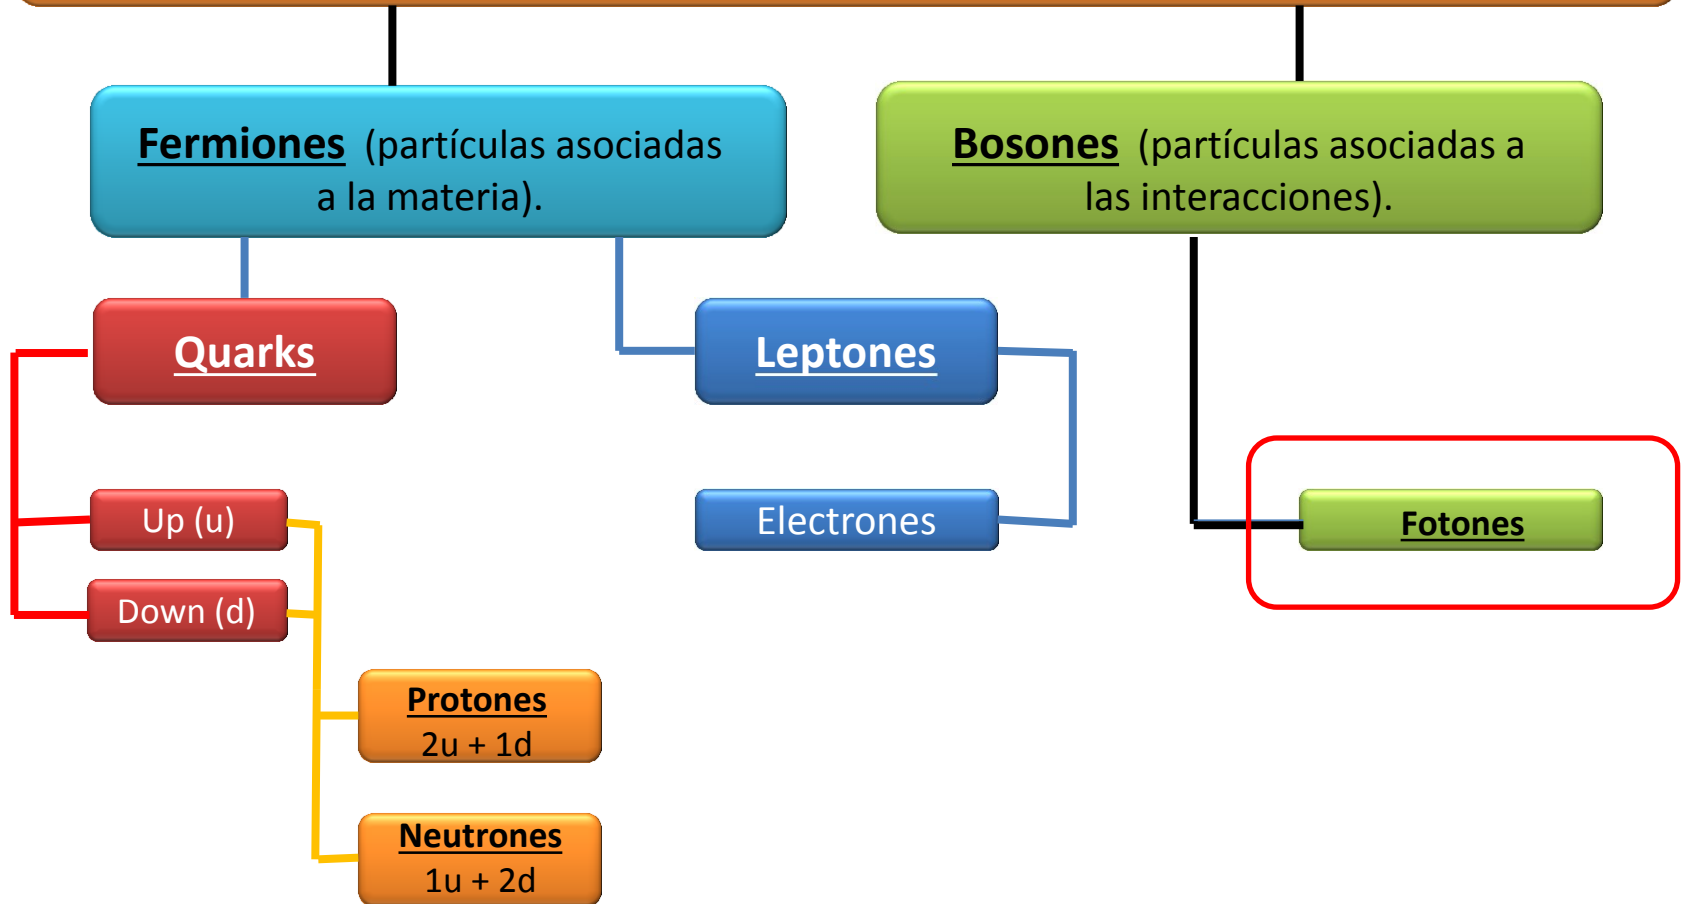 Fermiones (partículas asociadas
a la materia).
Bosones (partículas asociadas a
las interacciones).
Quarks
Leptones
Up (u)
Electrones
Fotones
Down (d)
Protones
2u + 1d
Neutrones
1u + 2d